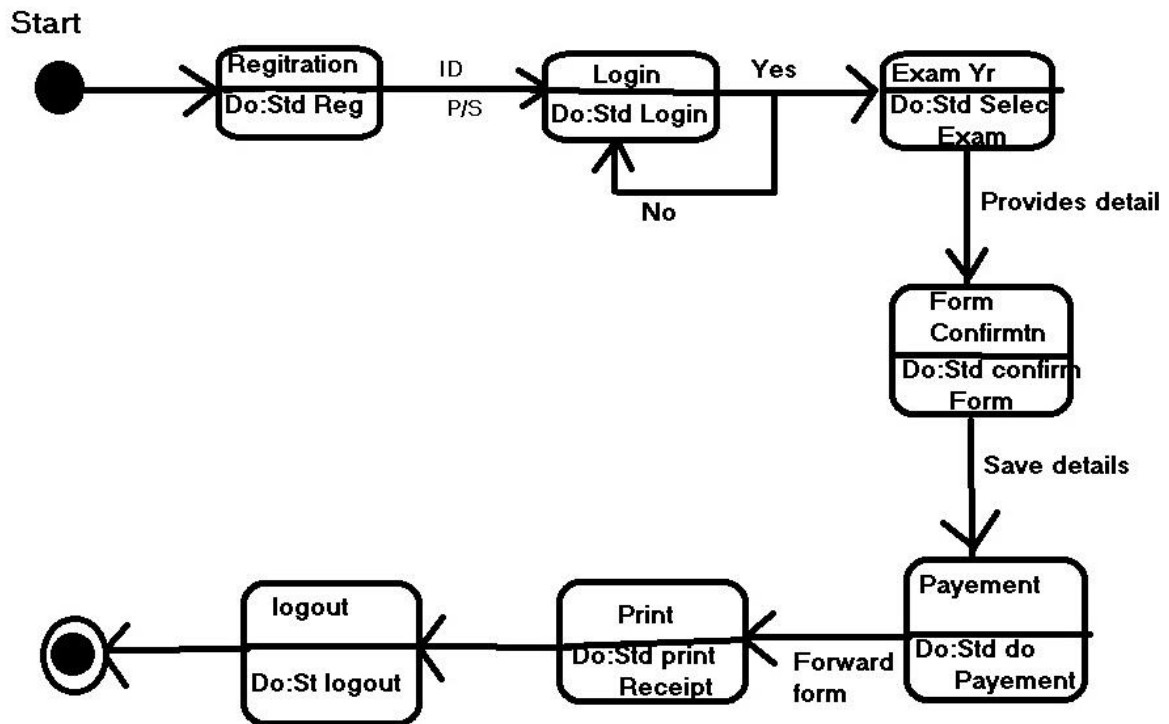 Start
Regitration
Do:Std Reg
ID
P/S
Login
Do:Std Login
Yes
No
Exam Yr
Do:Std Selec
Exam
Provides detail
Form
Confirmtn
Do:Std confirm
Form
Save details
Payement
Do:Std do
Payement
Forward
form
Print
Do:Std print
Receipt
logout
Do:St logout